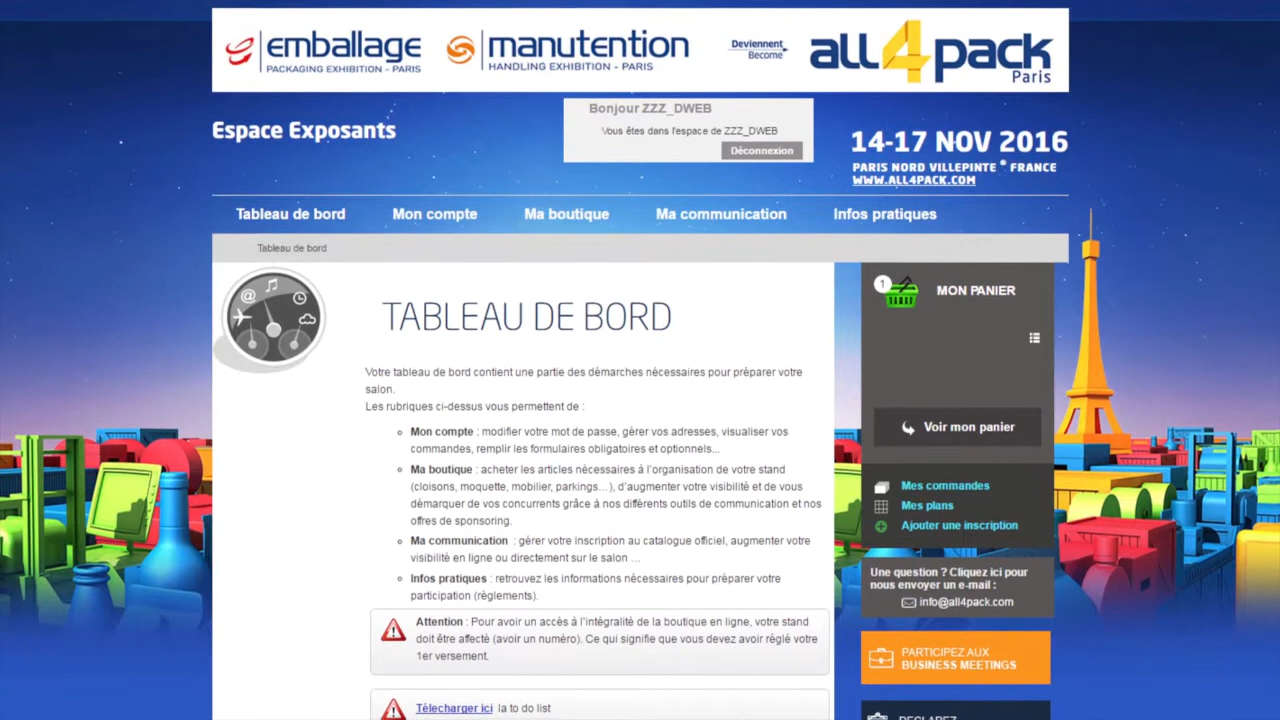 emballage
PACKAGING EXHIBITION - PARIS
manutention
HANDLING EXHIBITION - PARIS
Deviennent
Become
all4pack
Paris
Espace Exposants
Bonjour ZZZ_DWEB
Vous êtes dans l'espace de ZZZ_DWEB
Déconnexion
14-17 NOV 2016
PARIS NORD VILLEPINTE • FRANCE
WWW.ALL4PACK.COM
Tableau de bord Mon compte Ma boutique Ma communication Infos pratiques
Tableau de bord
@
TABLEAU DE BORD
Votre tableau de bord contient une partie des démarches nécessaires pour préparer votre
salon.
Les rubriques ci-dessus vous permettent de :
Mon compte : modifier votre mot de passe, gérer vos adresses, visualiser vos
commandes, remplir les formulaires obligatoires et optionnels...
Ma boutique : acheter les articles nécessaires à l'organisation de votre stand
(cloisons, moquette, mobilier, parkings…), d'augmenter votre visibilité et de vous
démarquer de vos concurrents grâce à nos différents outils de communication et nos
offres de sponsoring.
Ma communication : gérer votre inscription au catalogue officiel, augmenter votre
visibilité en ligne ou directement sur le salon …
Infos pratiques : retrouvez les informations nécessaires pour préparer votre
participation (règlements).
Attention : Pour avoir un accès à l'intégralité de la boutique en ligne, votre stand
doit être affecté (avoir un numéro). Ce qui signifie que vous devez avoir réglé votre
1er versement.
Télecharger ici la to do list
1
MON PANIER
Voir mon panier
Mes commandes
Mes plans
Ajouter une inscription
Une question ? Cliquez ici pour
nous envoyer un e-mail :
info@all4pack.com
PARTICIPEZ AUX
BUSINESS MEETINGS
DECLAREZ